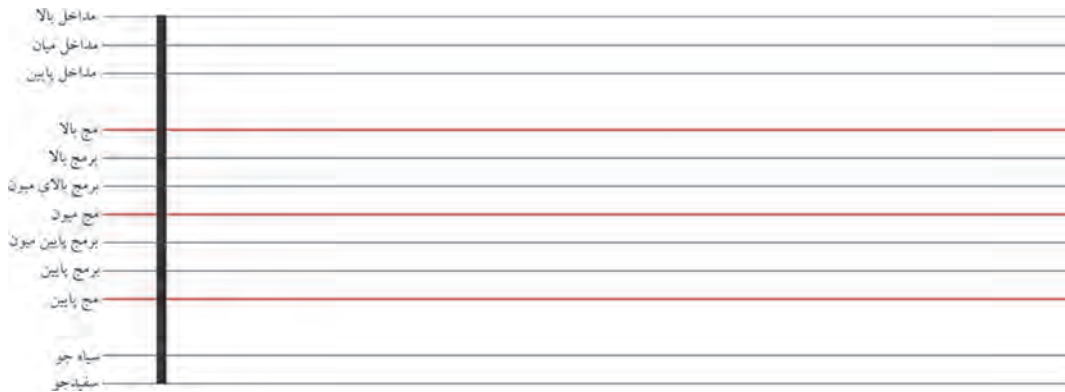 مداخل بالا
مداخل میان
مداخل پایین
مچ بالا
برمچ بالا
برمچ بالای میون
مچ میون
برمچ پایین میون
برمچ پایین
مچ پایین
سیاه جو
سفیدجو